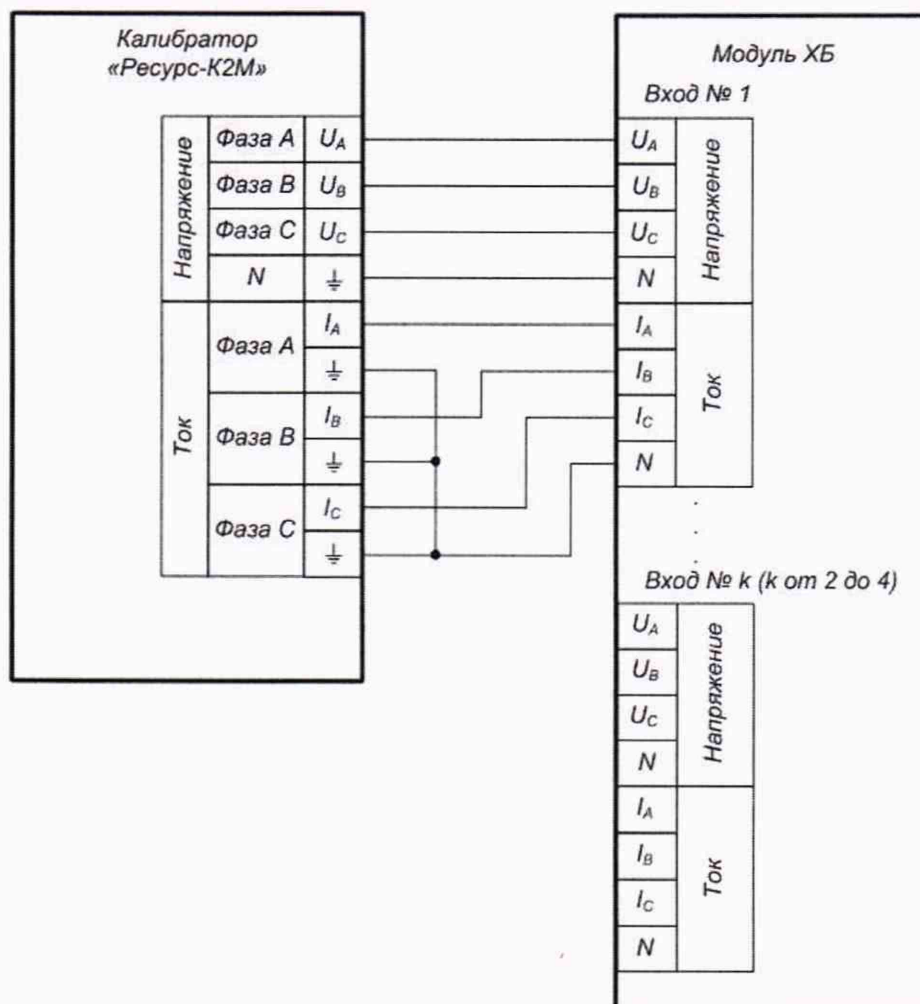 Калибратор
«Ресурс-К2М»
Напряжение
Фаза A U_A
Фаза B U_B
Фаза C U_C
N
Ток
Фаза A I_A
Фаза B I_B
Фаза C I_C
Модуль ХБ
Вход № 1
U_A
U_B
U_C
N
Напряжение
I_A
I_B
I_C
N
Ток
Вход № k (k от 2 до 4)
U_A
U_B
U_C
N
Напряжение
I_A
I_B
I_C
N
Ток